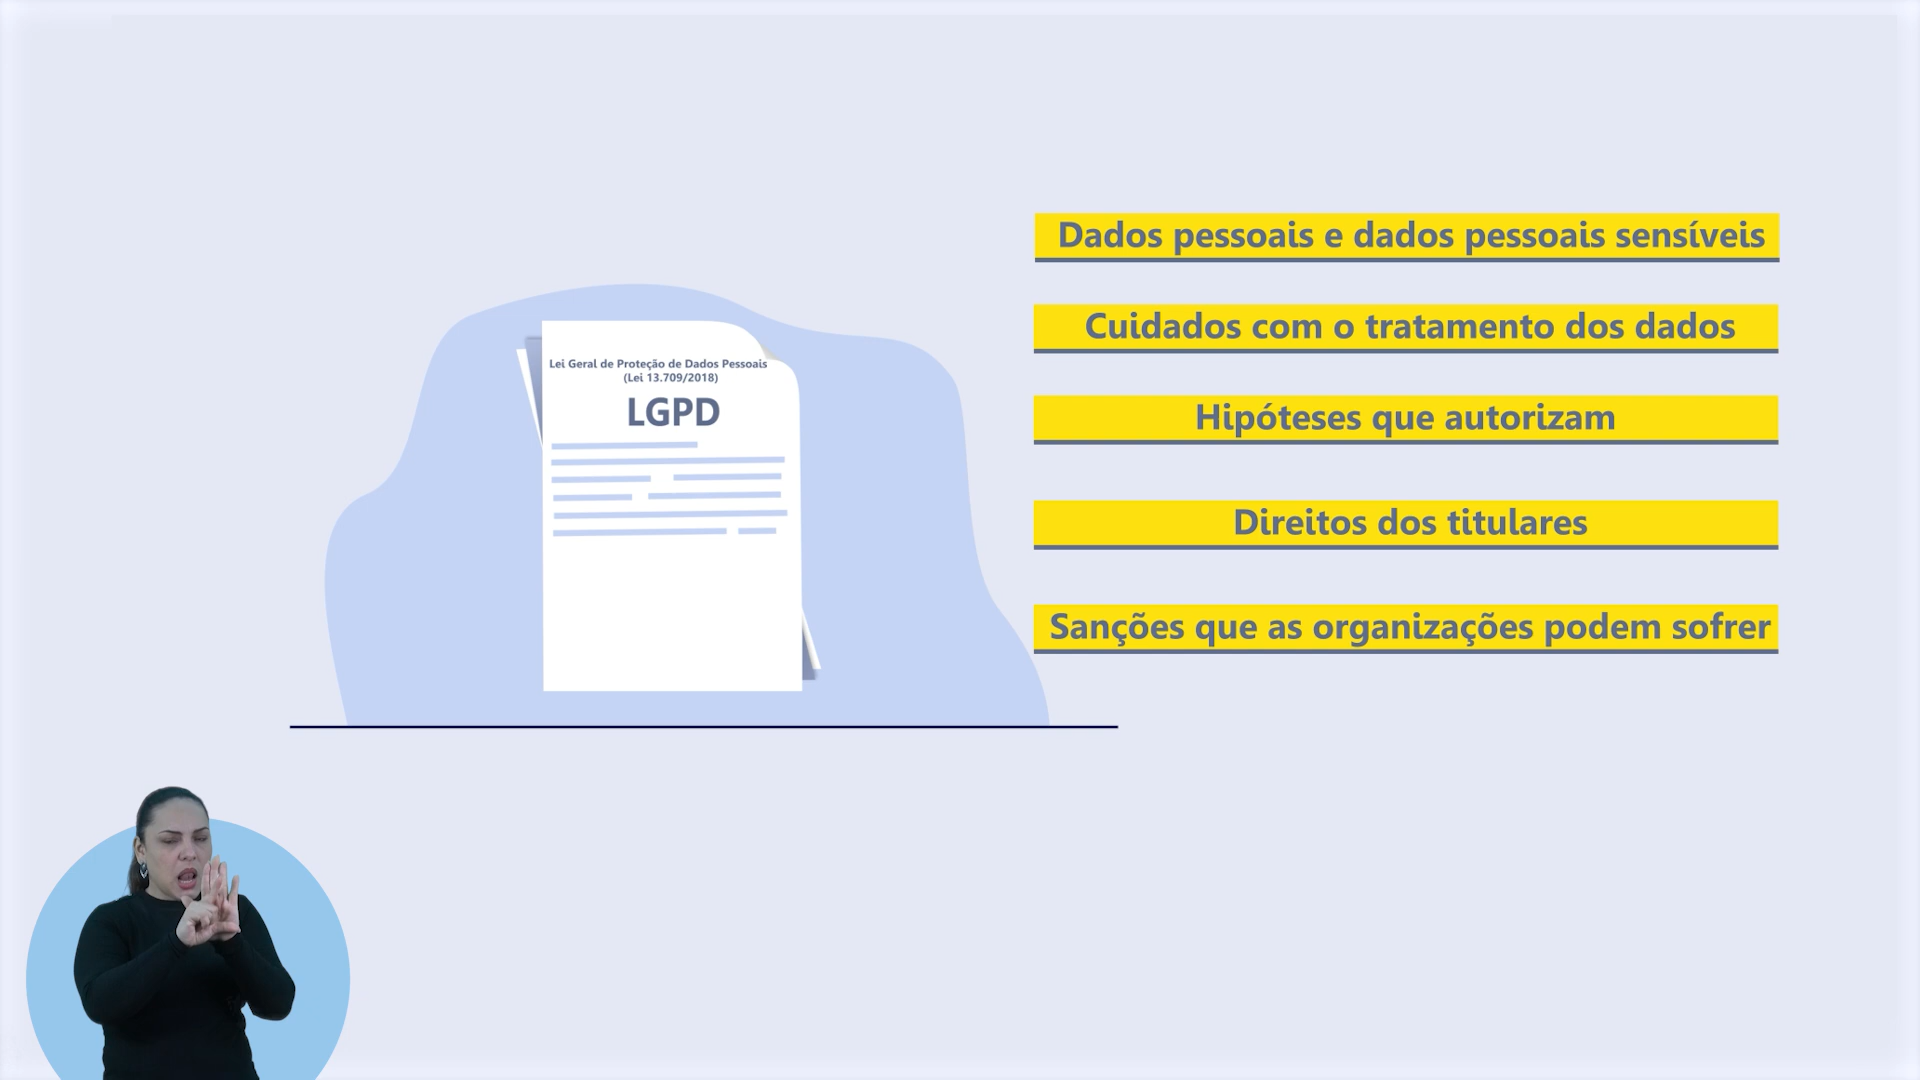 Lei Geral de Proteção de Dados Pessoais
(Lei 13.709/2018)
LGPD
Dados pessoais e dados pessoais sensíveis
Cuidados com o tratamento dos dados
Hipóteses que autorizam
Direitos dos titulares
Sanções que as organizações podem sofrer